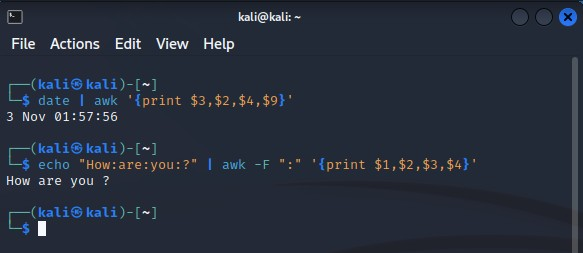 kali@kali: ~
File Actions Edit View Help
┌──(kali㉿kali)-[~]
└─$ date | awk '{print $3,$2,$4,$9}'
3 Nov 01:57:56
┌──(kali㉿kali)-[~]
└─$ echo "How:are:you:?" | awk -F ":" '{print $1,$2,$3,$4}'
How are you ?
┌──(kali㉿kali)-[~]
└─$